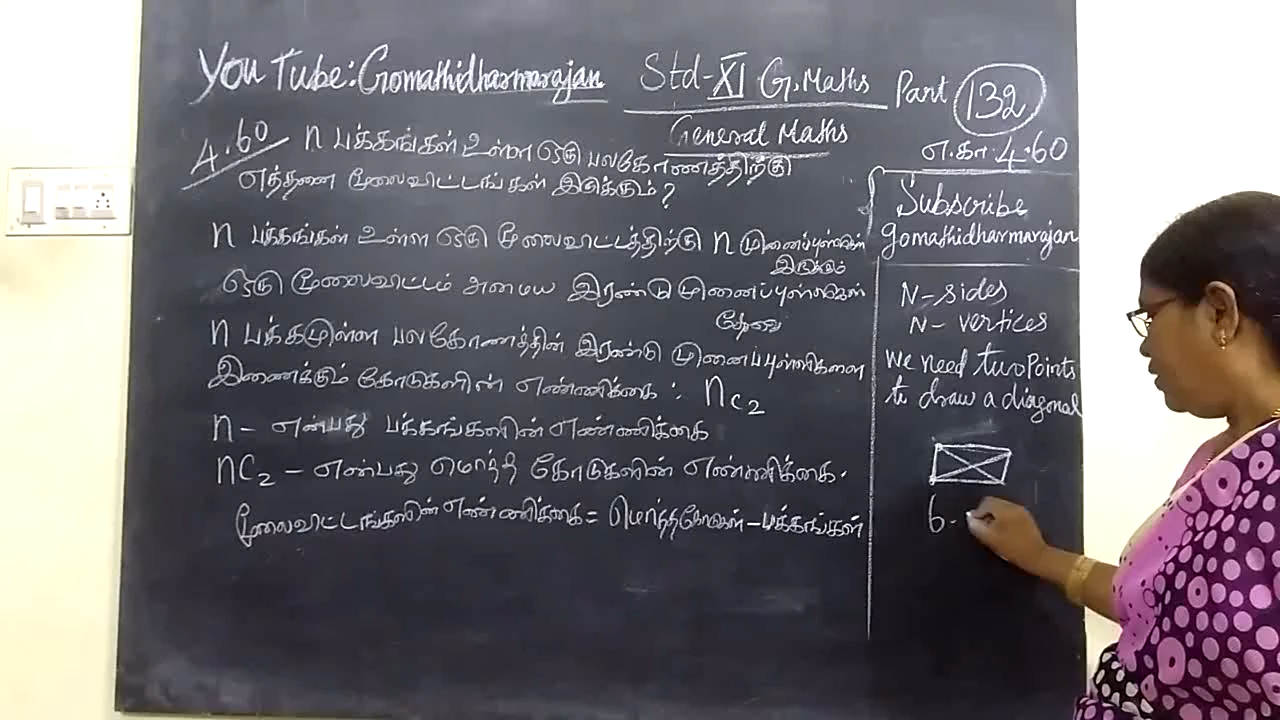 YouTube: Gomathidharmarajan Std-XI G.Maths Part 132
General Maths
எ.கா 4.60
4.60 n பக்கங்கள் உள்ள ஒரு பலகோணத்திற்கு
எத்தனை மூலைவிட்டங்கள் இருக்கும்?
n பக்கங்கள் உள்ள ஒரு மூலைவிட்டத்திற்கு n முனைப்புள்ளிகள்
இருக்கும்
ஒரு மூலைவிட்டம் அமைய இரண்டு முனைப்புள்ளிகள்
தேவை
n பக்கமுள்ள பலகோணத்தின் இரண்டு முனைப்புள்ளிகளை
இணைக்கும் கோடுகளின் எண்ணிக்கை : nC2
n - என்பது பக்கங்களின் எண்ணிக்கை
nC2 - என்பது மொத்த கோடுகளின் எண்ணிக்கை.
மூலைவிட்டங்களின் எண்ணிக்கை = மொத்தகோடுகள் - பக்கங்கள்
Subscribe
gomathidharmarajan
N - sides
N - vertices
We need two Points
to draw a diagonal
6 -